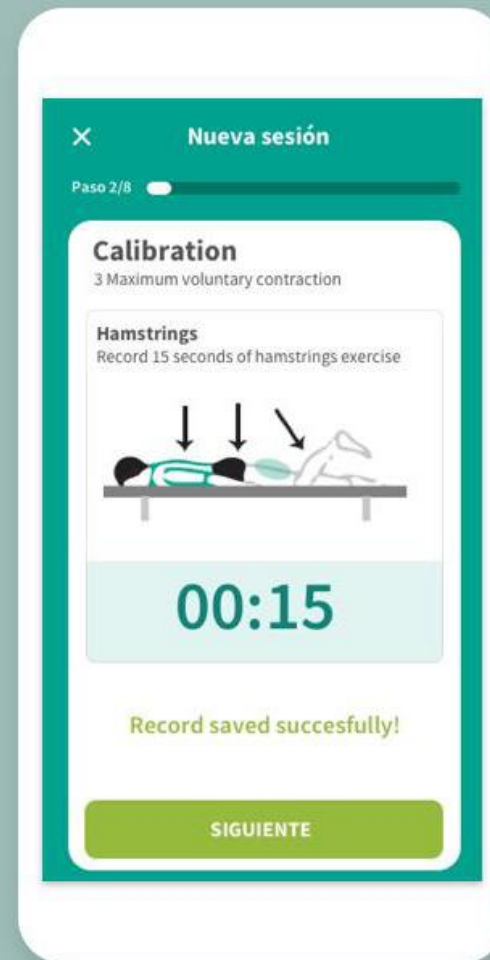 Nueva sesión
Paso 2/8
Calibration
3 Maximum voluntary contraction
Hamstrings
Record 15 seconds of hamstrings exercise
00:15
Record saved succesfully!
SIGUIENTE